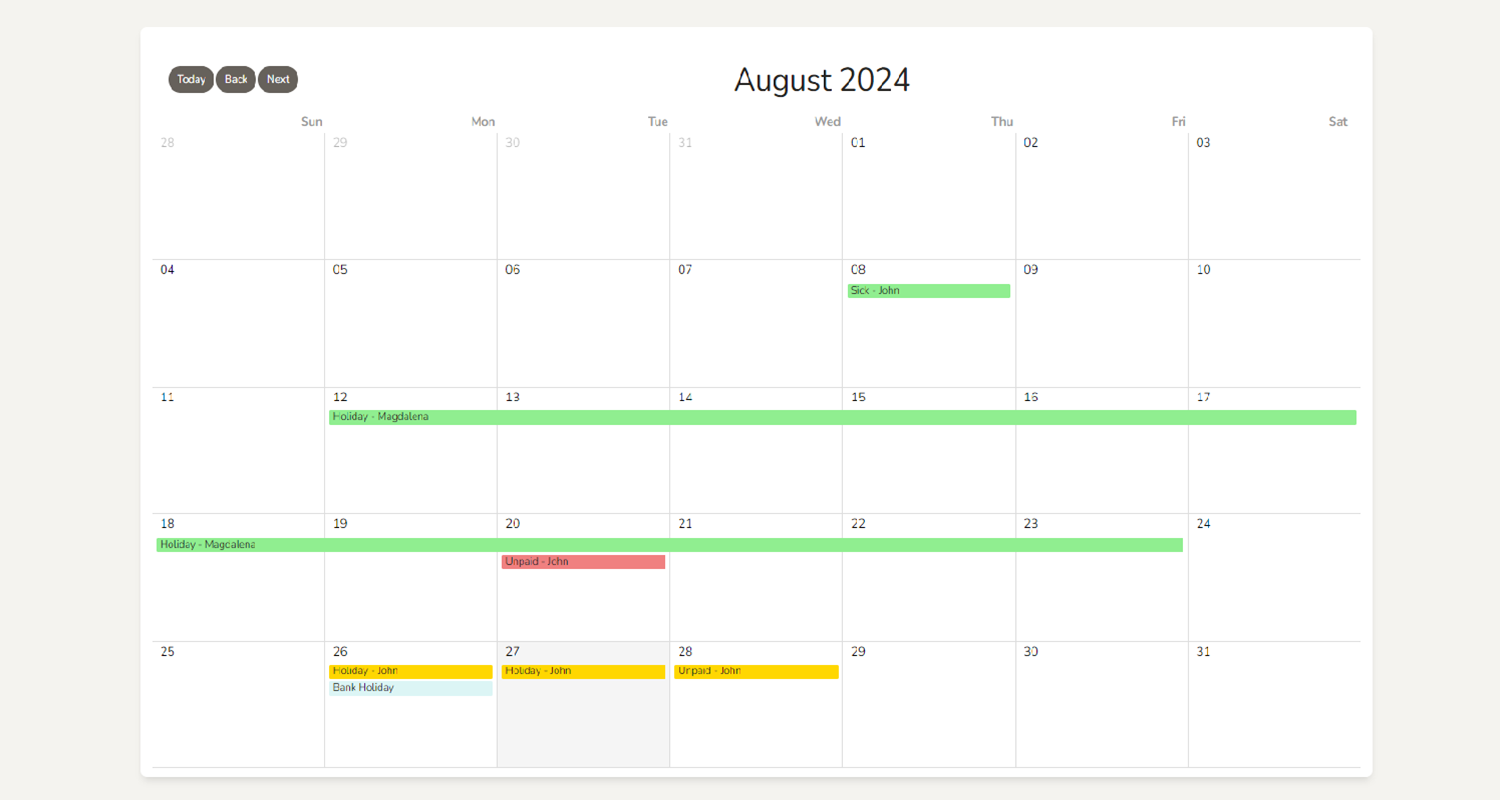 Today Back Next August 2024
Sun Mon Tue Wed Thu Fri Sat
28 29 30 31 01 02 03
04 05 06 07 08 09 10
Sick - John
11 12 13 14 15 16 17
Holiday - Magdalena
18 19 20 21 22 23 24
Holiday - Magdalena
Unpaid - John
25 26 27 28 29 30 31
Holiday - John Holiday - John Unpaid - John
Bank Holiday